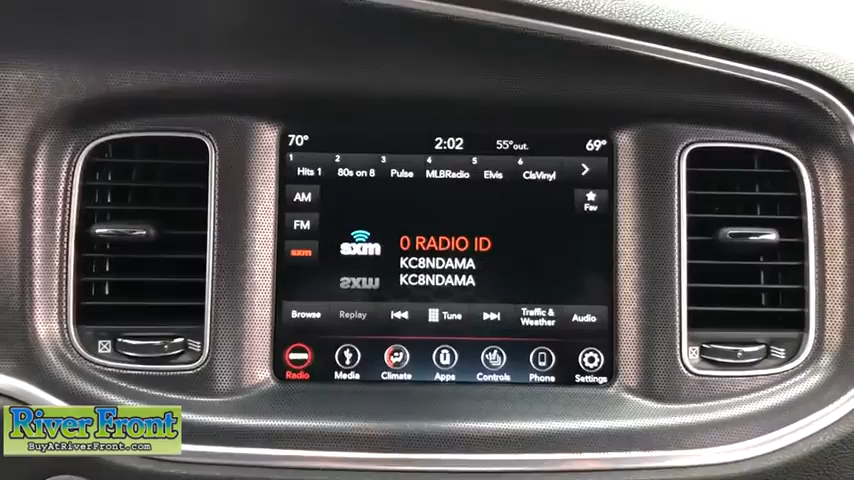 70° 2:02 55°out. 69°
1 Hits 1 2 80s on 8 3 Pulse 4 MLBRadio 5 Elvis 6 ClsVinyl
AM
Fav
FM
sxm
sxm
0 RADIO ID
KC8NDAMA
KC8NDAMA
Browse Replay Tune Traffic & Weather Audio
Radio Media Climate Apps Controls Phone Settings
River Front
BuyAtRiverFront.com